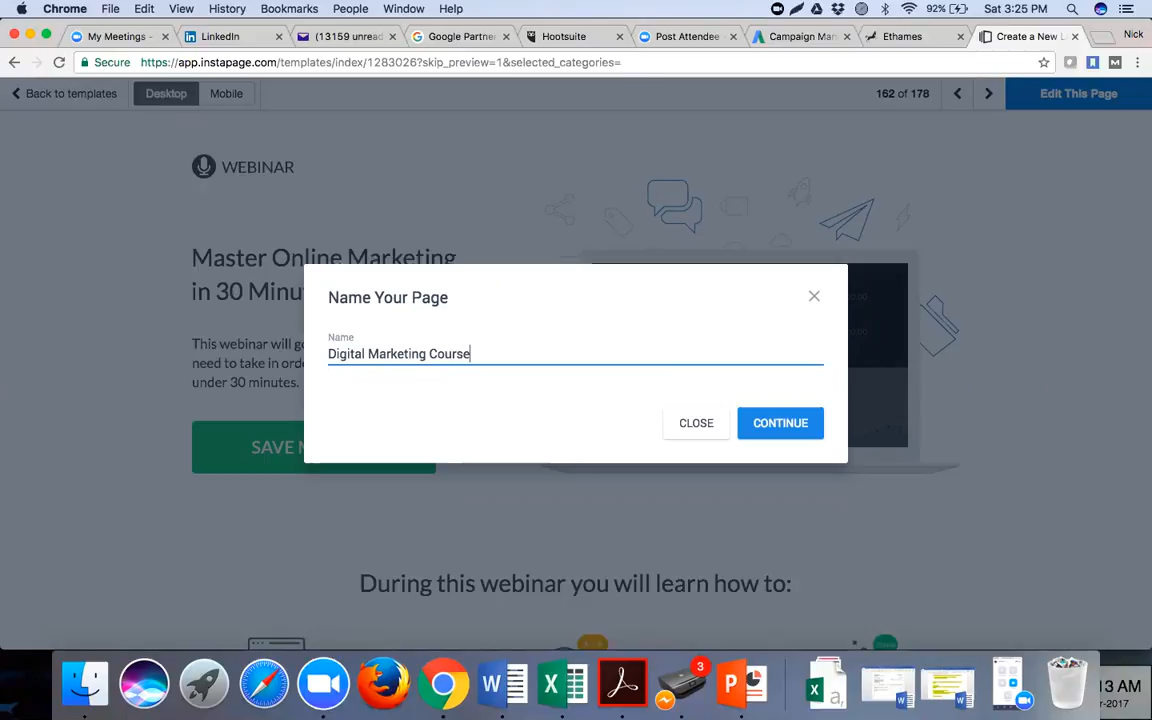 Chrome File Edit View History Bookmarks People Window Help 92% Sat 3:25 PM
My Meetings - LinkedIn (13159 unread Google Partner Hootsuite Post Attendee - Campaign Man Ethames Create a New L Nick
Secure https://app.instapage.com/templates/index/1283026?skip_preview=1&selected_categories=
Back to templates Desktop Mobile 162 of 178 Edit This Page
WEBINAR
Master Online Marketing
in 30 Minu
This webinar will go
need to take in orde
under 30 minutes.
SAVE
Name Your Page
Name
Digital Marketing Course
CLOSE CONTINUE
During this webinar you will learn how to:
3
W X W P X a, W W
13 AM
r-2017